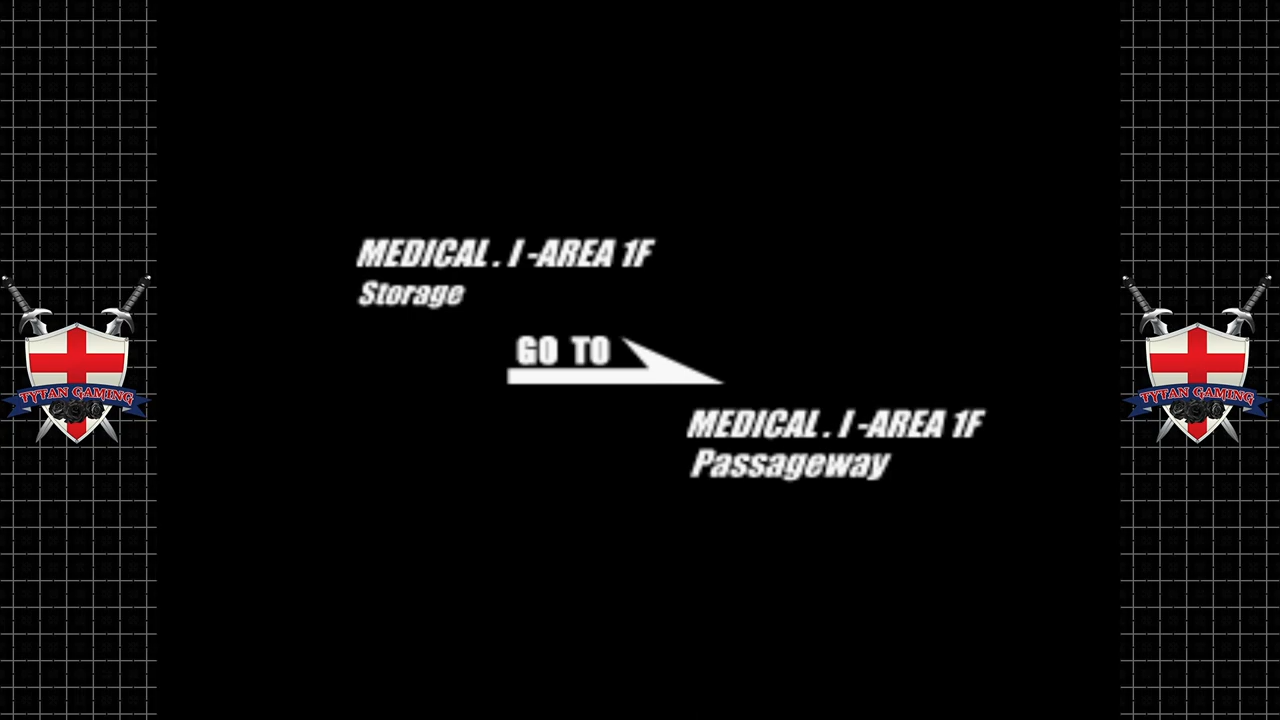 MEDICAL . I -AREA 1F
Storage
GO TO
MEDICAL . I -AREA 1F
Passageway
TYTAN GAMING
TYTAN GAMING